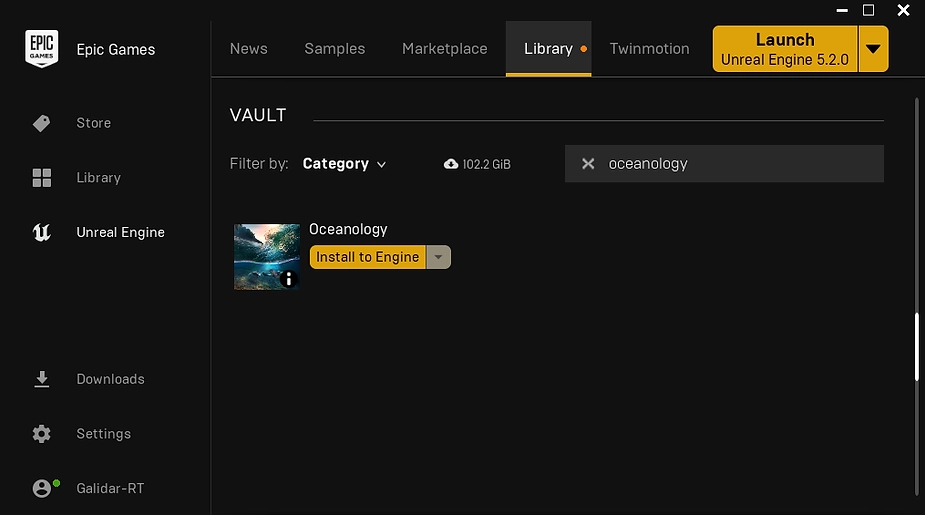 EPIC
GAMES
Epic Games
Store
Library
Unreal Engine
Downloads
Settings
Galidar-RT
News Samples Marketplace Library Twinmotion
Launch
Unreal Engine 5.2.0
VAULT
Filter by: Category 102.2 GiB oceanology
Oceanology
Install to Engine